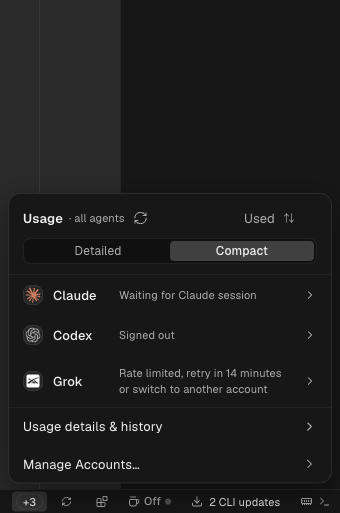 Usage · all agents Used
Detailed Compact
Claude Waiting for Claude session
Codex Signed out
Grok Rate limited, retry in 14 minutes
or switch to another account
Usage details & history
Manage Accounts...
+3 Off 2 CLI updates